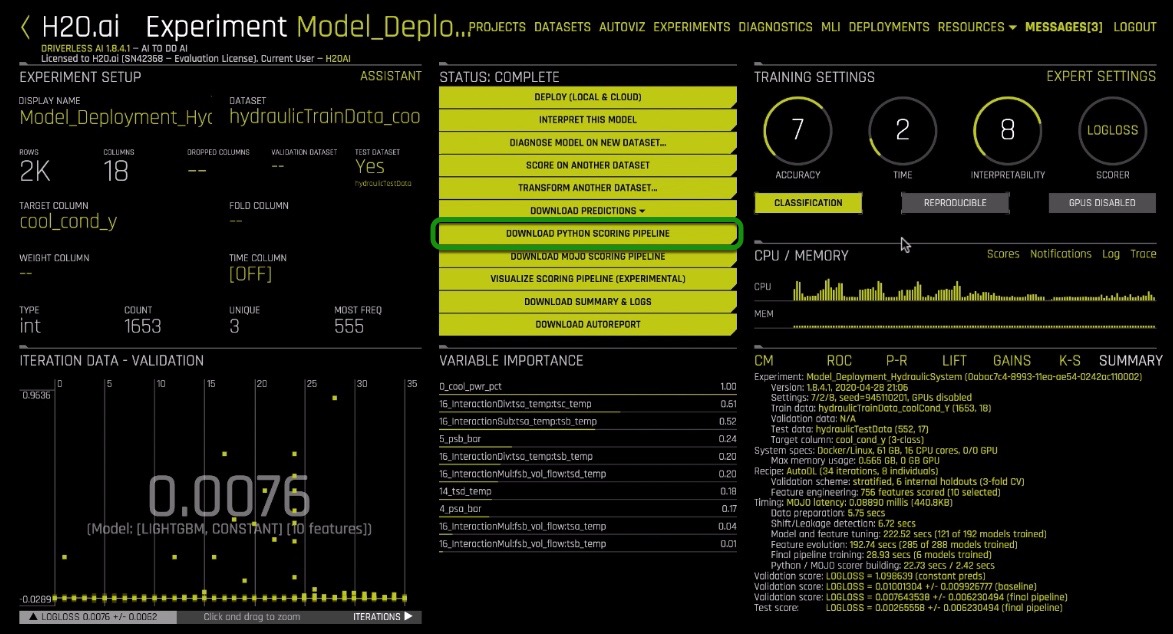 H2O.ai Experiment Model_Deplo...
PROJECTS DATASETS AUTOVIZ EXPERIMENTS DIAGNOSTICS MLI DEPLOYMENTS RESOURCES MESSAGES[3] LOGOUT
DRIVERLESS AI 1.8.4.1 – AI TO DO AI
Licensed to H2O.ai (SN42368 – Evaluation License). Current User – H2OAI
EXPERIMENT SETUP
ASSISTANT
DISPLAY NAME
Model_Deployment_Hyd
DATASET
hydraulicTrainData_coo
ROWS
2K
COLUMNS
18
DROPPED COLUMNS
--
VALIDATION DATASET
--
TEST DATASET
Yes
hydraulicTestData
TARGET COLUMN
cool_cond_y
FOLD COLUMN
--
WEIGHT COLUMN
--
TIME COLUMN
[OFF]
TYPE
int
COUNT
1653
UNIQUE
3
MOST FREQ
555
STATUS: COMPLETE
DEPLOY (LOCAL & CLOUD)
INTERPRET THIS MODEL
DIAGNOSE MODEL ON NEW DATASET...
SCORE ON ANOTHER DATASET
TRANSFORM ANOTHER DATASET...
DOWNLOAD PREDICTIONS
DOWNLOAD PYTHON SCORING PIPELINE
DOWNLOAD MOJO SCORING PIPELINE
VISUALIZE SCORING PIPELINE (EXPERIMENTAL)
DOWNLOAD SUMMARY & LOGS
DOWNLOAD AUTOREPORT
TRAINING SETTINGS
EXPERT SETTINGS
7
ACCURACY
2
TIME
8
INTERPRETABILITY
LOGLOSS
SCORER
CLASSIFICATION
REPRODUCIBLE
GPUS DISABLED
CPU / MEMORY
Scores Notifications Log Trace
CPU
MEM
ITERATION DATA - VALIDATION
0 5 10 15 20 25 30 35
0.9636
0.0076
(Model: [LIGHTGBM, CONSTANT] [10 features])
-0.0289
LOGLOSS 0.0076 +/- 0.0062
Click and drag to zoom
ITERATIONS
VARIABLE IMPORTANCE
0_cool_pwr_pct 1.00
16_InteractionDiv:tsa_temp:tsc_temp 0.61
16_InteractionSub:tsa_temp:tsb_temp 0.52
5_psb_bar 0.24
16_InteractionDiv:tsa_temp:tsb_temp 0.20
16_InteractionMul:fsb_vol_flow:tsb_temp 0.20
14_tsd_temp 0.18
4_psa_bar 0.17
16_InteractionMul:fsb_vol_flow:tsb_temp 0.04
16_InteractionMul:fsb_vol_flow:tsb_temp 0.01
CM ROC P-R LIFT GAINS K-S SUMMARY
Experiment: Model_Deployment_HydraulicSystem (0abac7c4-8993-11ea-ae54-0242ac110002)
Version: 1.8.4.1, 2020-04-28 21:06
Settings: 7/2/8, seed=945110201, GPUs disabled
Train data: hydraulicTrainData_coolCond_Y (1653, 18)
Validation data: N/A
Test data: hydraulicTestData (552, 17)
Target column: cool_cond_y (3-class)
System specs: Docker/Linux, 61 GB, 16 CPU cores, 0/0 GPU
Max memory usage: 0.665 GB, 0 GB GPU
Recipe: AutoDL (34 iterations, 8 individuals)
Validation scheme: stratified, 6 internal holdouts (3-fold CV)
Feature engineering: 756 features scored (10 selected)
Timing: MOJO latency: 0.08890 millis (440.8KB)
Data preparation: 5.75 secs
Shift/Leakage detection: 6.72 secs
Model and feature tuning: 222.52 secs (121 of 192 models trained)
Feature evolution: 192.74 secs (285 of 288 models trained)
Final pipeline training: 28.93 secs (6 models trained)
Python / MOJO scorer building: 22.73 secs / 2.42 secs
Validation score: LOGLOSS = 1.098639 (constant preds)
Validation score: LOGLOSS = 0.01001304 +/- 0.009926777 (baseline)
Validation score: LOGLOSS = 0.007643538 +/- 0.006230494 (final pipeline)
Test score: LOGLOSS = 0.00265558 +/- 0.006230494 (final pipeline)